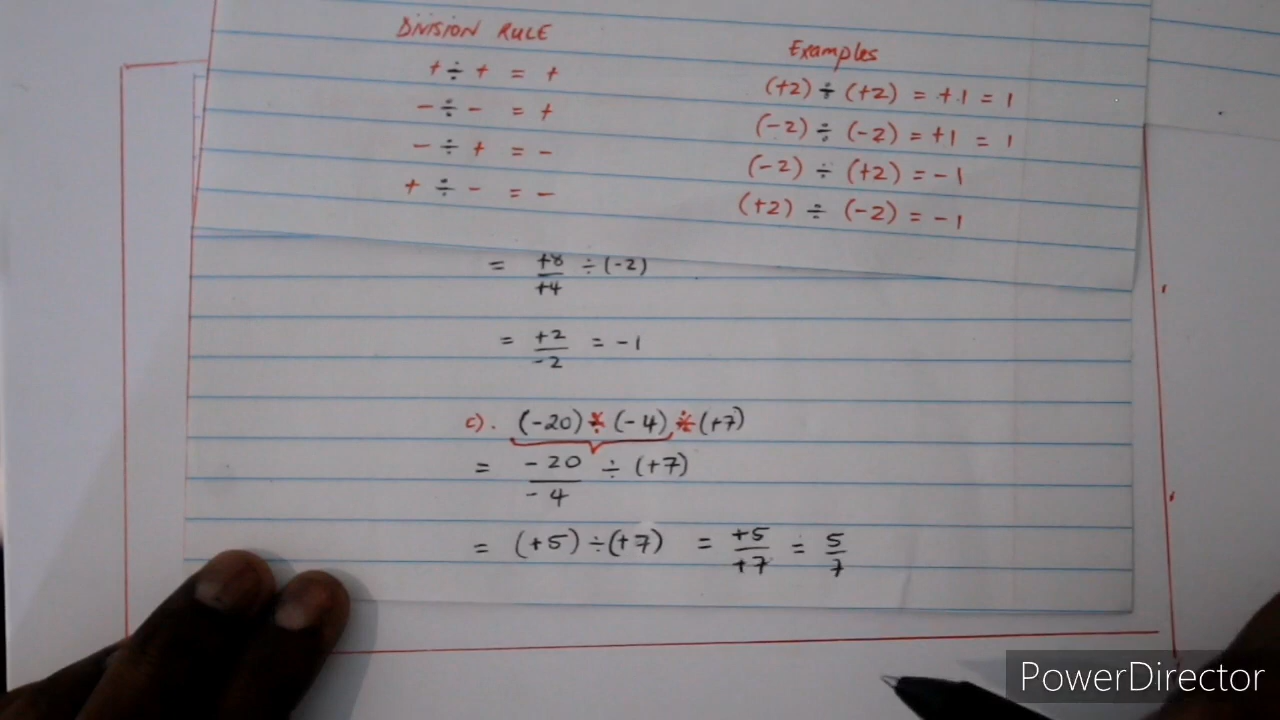 DIVISION RULE
+ ÷ + = +
- ÷ - = +
- ÷ + = -
+ ÷ - = -
Examples
(+2) ÷ (+2) = +1 = 1
(-2) ÷ (-2) = +1 = 1
(-2) ÷ (+2) = -1
(+2) ÷ (-2) = -1
= +8/+4 ÷ (-2)
= +2/-2 = -1
c). (-20) ÷ (-4) ÷ (+7)
= -20/-4 ÷ (+7)
= (+5) ÷ (+7) = +5/+7 = 5/7
PowerDirector